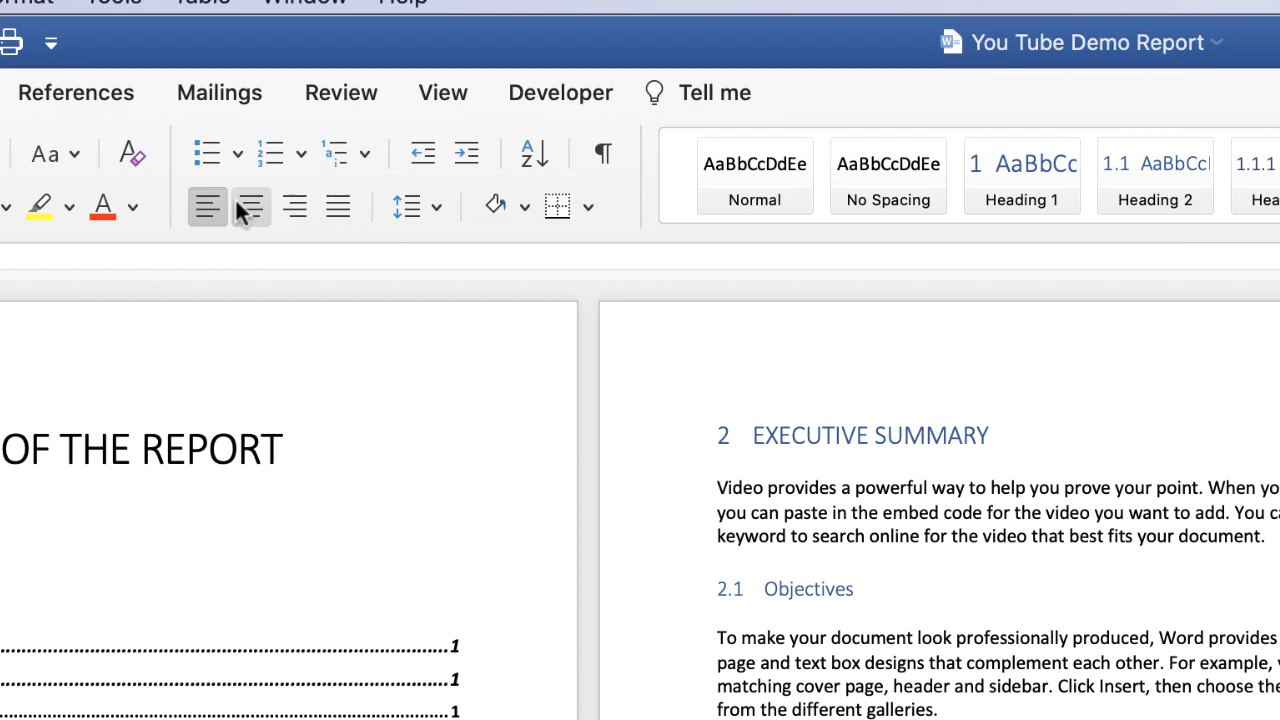 Tools Table Window Help
You Tube Demo Report
References Mailings Review View Developer Tell me
Aa
AaBbCcDdEe AaBbCcDdEe 1 AaBbCc 1.1 AaBbCcI 1.1.1
Normal No Spacing Heading 1 Heading 2 Hea
OF THE REPORT
1
1
1
2 EXECUTIVE SUMMARY
Video provides a powerful way to help you prove your point. When yo
you can paste in the embed code for the video you want to add. You ca
keyword to search online for the video that best fits your document.
2.1 Objectives
To make your document look professionally produced, Word provides
page and text box designs that complement each other. For example,
matching cover page, header and sidebar. Click Insert, then choose the
from the different galleries.